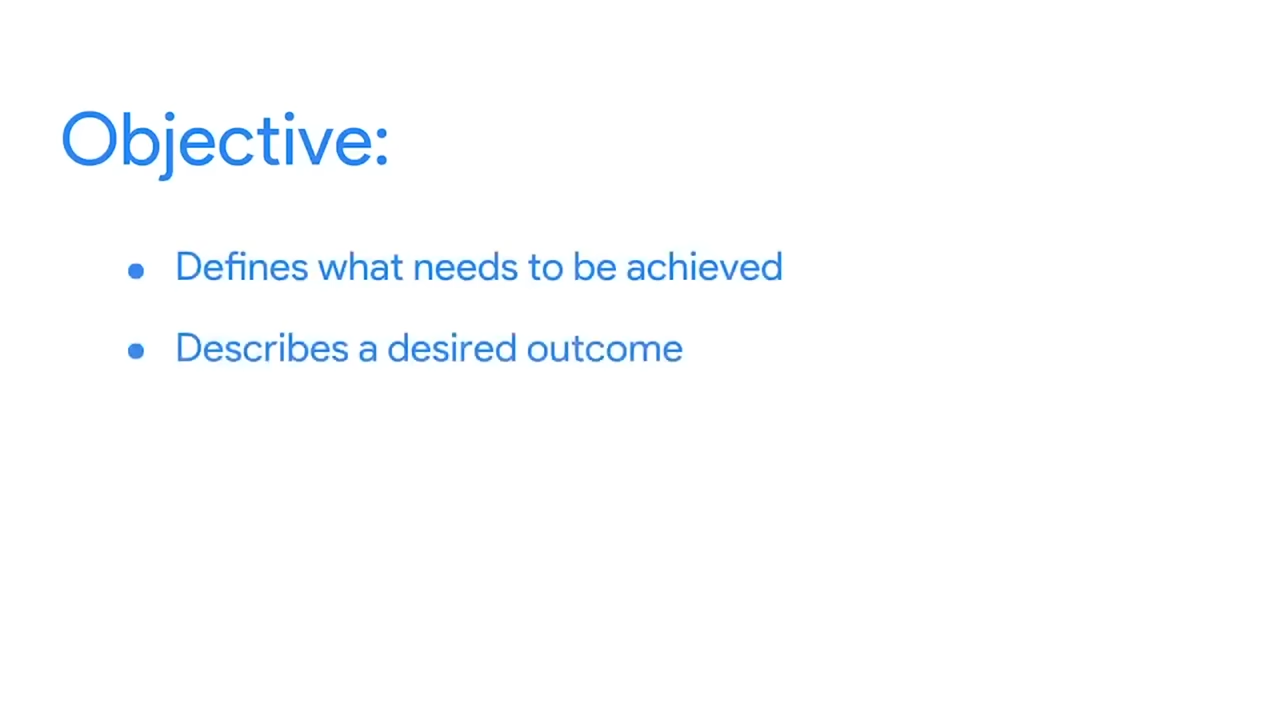 Objective:
• Defines what needs to be achieved
• Describes a desired outcome